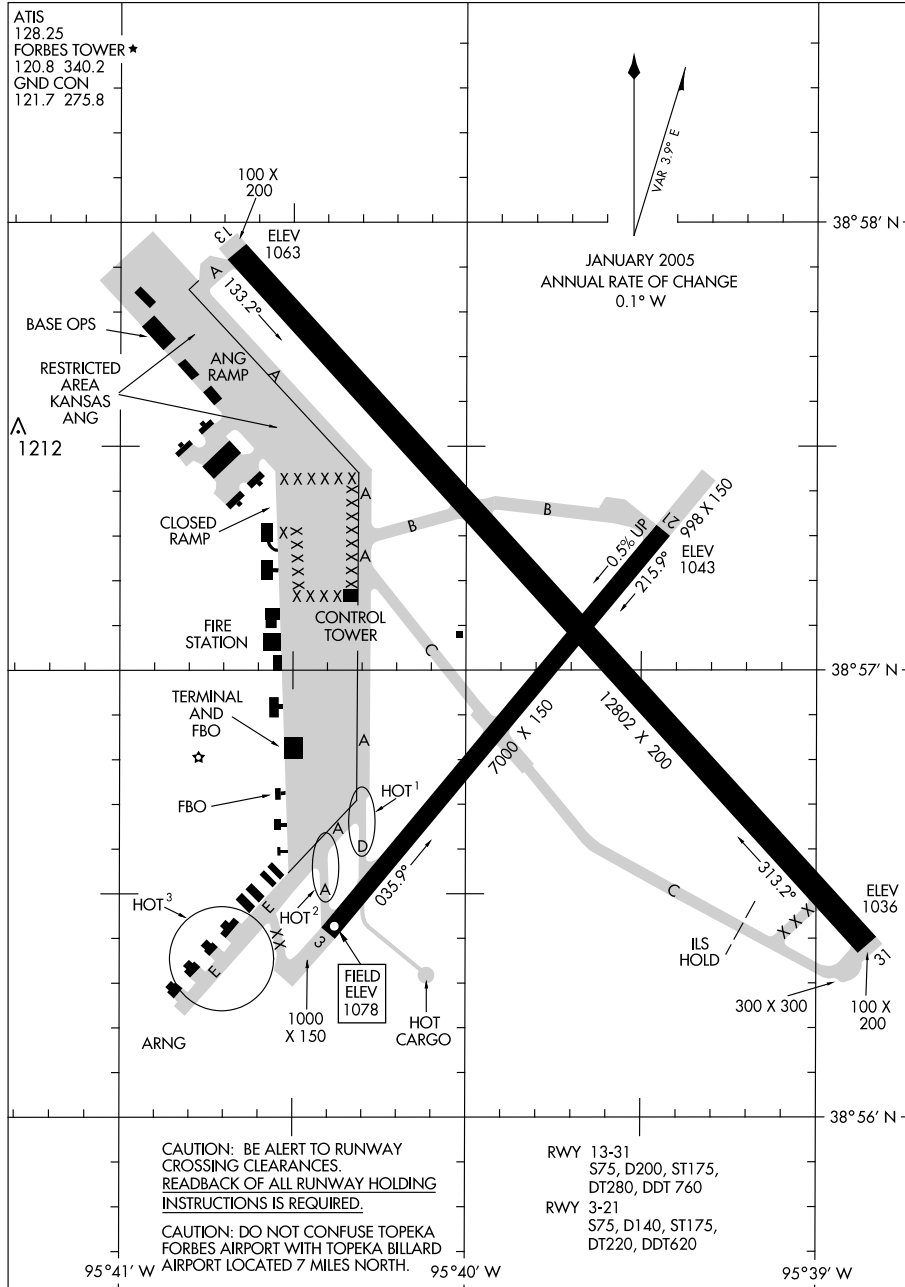 ATIS
128.25
FORBES TOWER
120.8 340.2
GND CON
121.7 275.8
VAR 3.9° E
JANUARY 2005
ANNUAL RATE OF CHANGE
0.1° W
38°58' N
100 X
200
13
ELEV
1063
A
133.2°
BASE OPS
ANG
RAMP
A
RESTRICTED
AREA
KANSAS
ANG
1212
X X X X X X
X X X X X X
X X X X X X
X X X X
A
A
CLOSED
RAMP
B
B
21
998 X 150
0.5% UP
215.9°
ELEV
1043
CONTROL
TOWER
FIRE
STATION
C
38°57' N
TERMINAL
AND
FBO
12802 X 200
7000 X 150
A
FBO
HOT 1
A
D
035.9°
313.2°
ELEV
1036
C
HOT 3
HOT 2
A
E
X X
X X
3
X X X
ILS
HOLD
31
E
FIELD
ELEV
1078
300 X 300
100 X
200
1000
X 150
HOT
CARGO
ARNG
38°56' N
CAUTION: BE ALERT TO RUNWAY
CROSSING CLEARANCES.
READBACK OF ALL RUNWAY HOLDING
INSTRUCTIONS IS REQUIRED.
CAUTION: DO NOT CONFUSE TOPEKA
FORBES AIRPORT WITH TOPEKA BILLARD
AIRPORT LOCATED 7 MILES NORTH.
RWY 13-31
S75, D200, ST175,
DT280, DDT 760
RWY 3-21
S75, D140, ST175,
DT220, DDT620
95°41' W
95°40' W
95°39' W